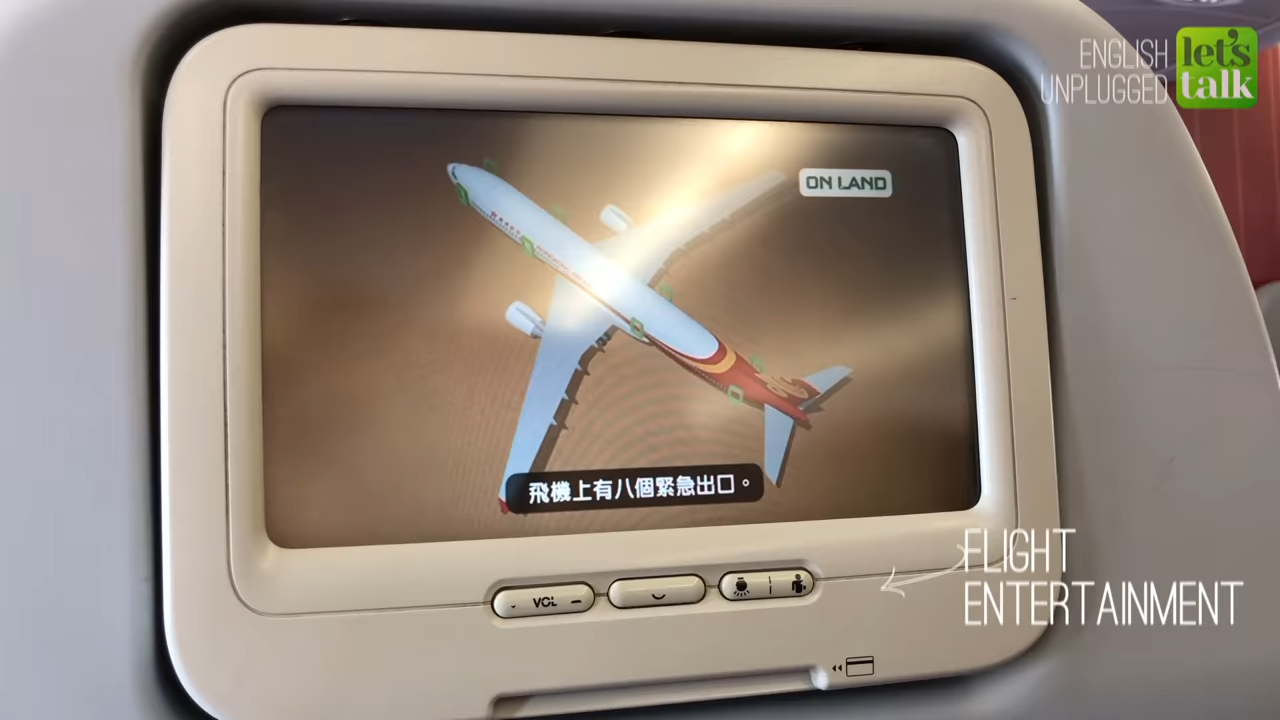 ENGLISH
UNPLUGGED
let's
talk
ON LAND
飛機上有八個緊急出口。
VOL
FLIGHT
ENTERTAINMENT